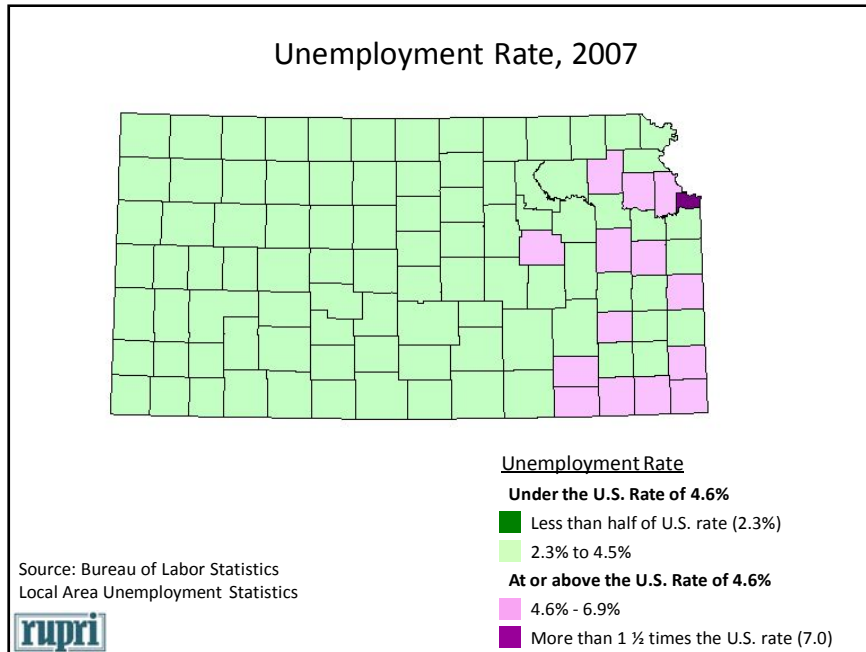 Unemployment Rate, 2007
Unemployment Rate
Under the U.S. Rate of 4.6%
Less than half of U.S. rate (2.3%)
2.3% to 4.5%
At or above the U.S. Rate of 4.6%
4.6% - 6.9%
More than 1 ½ times the U.S. rate (7.0)
Source: Bureau of Labor Statistics
Local Area Unemployment Statistics
rupri